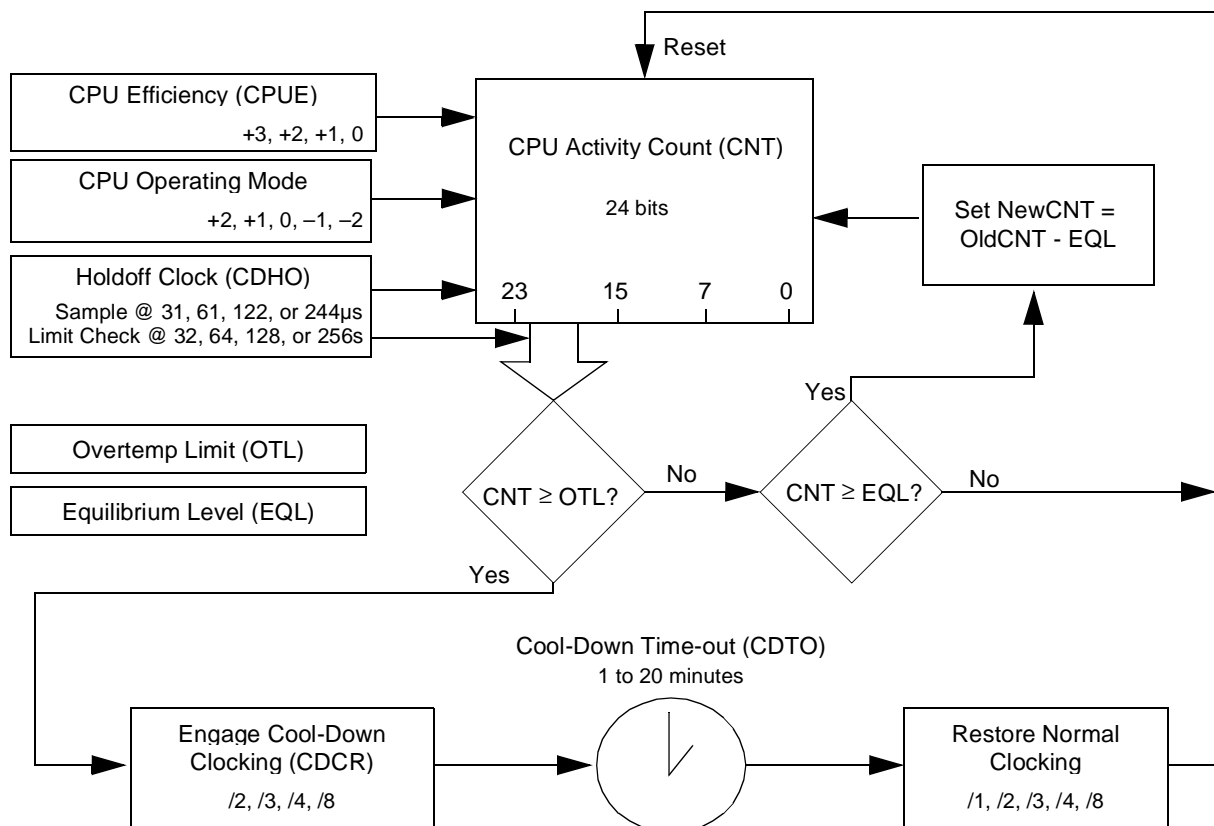 Reset
CPU Efficiency (CPUE)
+3, +2, +1, 0
CPU Operating Mode
+2, +1, 0, –1, –2
Holdoff Clock (CDHO)
Sample @ 31, 61, 122, or 244µs
Limit Check @ 32, 64, 128, or 256s
CPU Activity Count (CNT)
24 bits
23 15 7 0
Set NewCNT =
OldCNT - EQL
Overtemp Limit (OTL)
Equilibrium Level (EQL)
CNT ≥ OTL?
No
Yes
CNT ≥ EQL?
Yes
No
Cool-Down Time-out (CDTO)
1 to 20 minutes
Engage Cool-Down
Clocking (CDCR)
/2, /3, /4, /8
Restore Normal
Clocking
/1, /2, /3, /4, /8